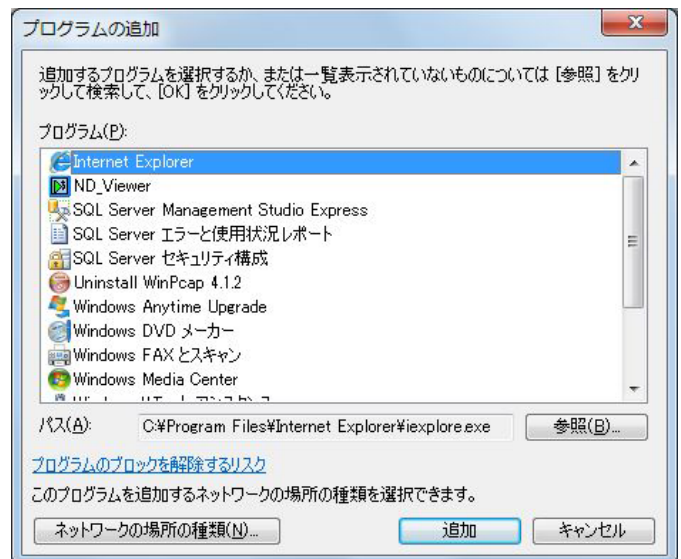 プログラムの追加
追加するプログラムを選択するか、または一覧表示されていないものについては [参照] をクリ
ックして検索して、[OK] をクリックしてください。
プログラム(P):
Internet Explorer
ND_Viewer
SQL Server Management Studio Express
SQL Server エラーと使用状況レポート
SQL Server セキュリティ構成
Uninstall WinPcap 4.1.2
Windows Anytime Upgrade
Windows DVD メーカー
Windows FAX とスキャン
Windows Media Center
パス(A): C:¥Program Files¥Internet Explorer¥iexplore.exe 参照(B)...
プログラムのブロックを解除するリスク
このプログラムを追加するネットワークの場所の種類を選択できます。
ネットワークの場所の種類(N)... 追加 キャンセル